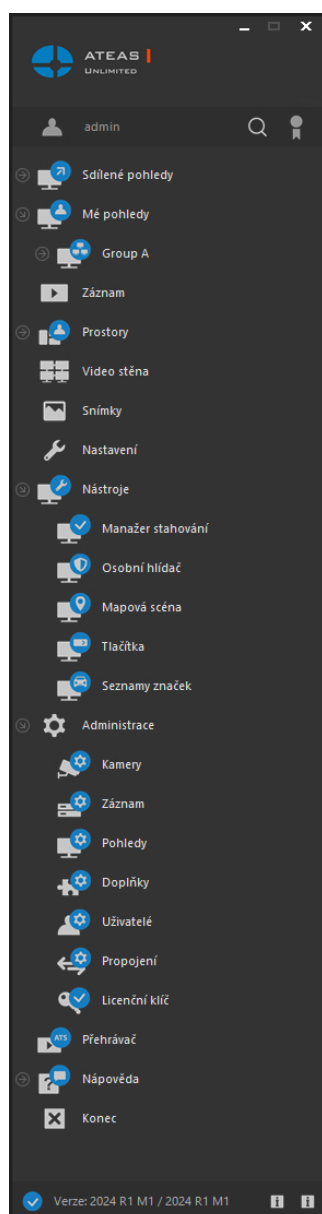 ATEAS I
UNLIMITED
admin
Sdílené pohledy
Mé pohledy
Group A
Záznam
Prostory
Video stěna
Snímky
Nastavení
Nástroje
Manažer stahování
Osobní hlídač
Mapová scéna
Tlačítka
Seznamy značek
Administrace
Kamery
Záznam
Pohledy
Doplňky
Uživatelé
Propojení
Licenční klíč
ATS
Přehrávač
Nápověda
Konec
Verze: 2024 R1 M1 / 2024 R1 M1